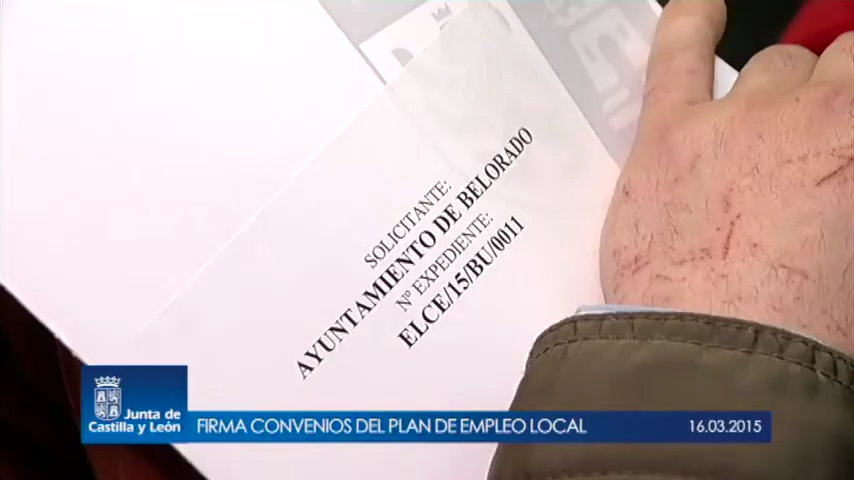 SOLICITANTE:
AYUNTAMIENTO DE BELORADO
Nº EXPEDIENTE:
ELCE/15/BU/0011
Junta de
Castilla y León
FIRMA CONVENIOS DEL PLAN DE EMPLEO LOCAL
16.03.2015